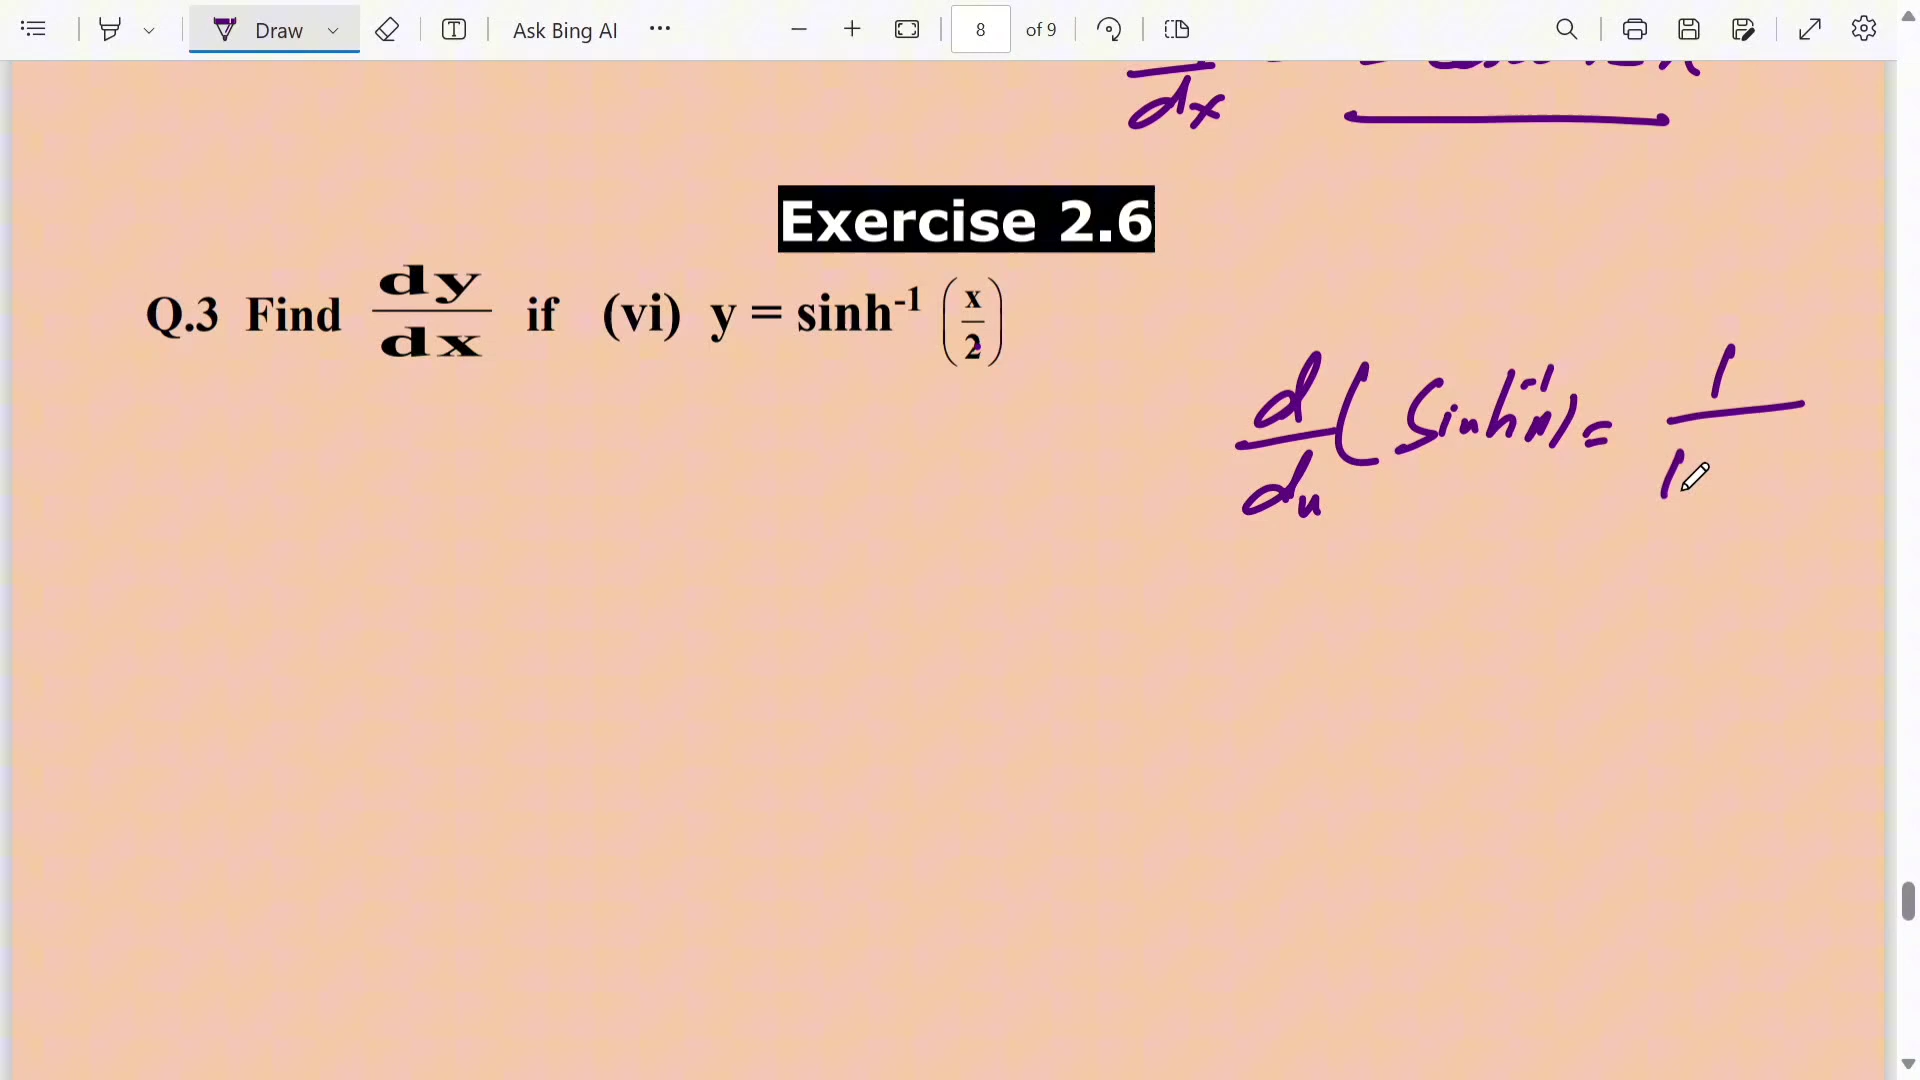 Draw Ask Bing AI 8 of 9
dx
Exercise 2.6
Q.3 Find dy/dx if (vi) y = sinh⁻¹ (x/2)
d/dx (Sinh⁻¹x) = 1/1